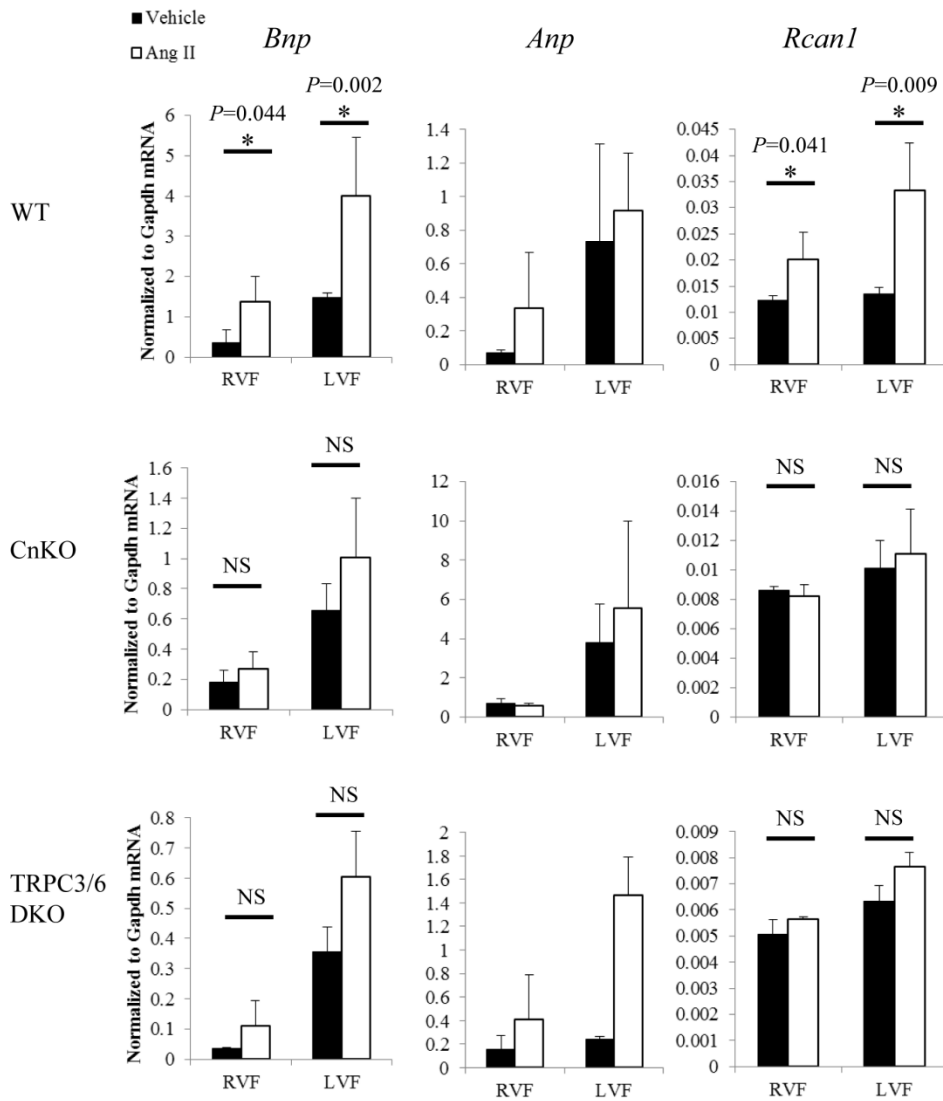 Vehicle
Ang II
Bnp
Anp
Rcan1
WT
Normalized to Gapdh mRNA
6
5
4
3
2
1
0
P=0.044
*
P=0.002
*
RVF
LVF
1.4
1.2
1
0.8
0.6
0.4
0.2
0
RVF
LVF
0.045
0.04
0.035
0.03
0.025
0.02
0.015
0.01
0.005
0
P=0.041
*
P=0.009
*
RVF
LVF
CnKO
Normalized to Gapdh mRNA
1.6
1.4
1.2
1
0.8
0.6
0.4
0.2
0
NS
NS
RVF
LVF
12
10
8
6
4
2
0
RVF
LVF
0.016
0.014
0.012
0.01
0.008
0.006
0.004
0.002
0
NS
NS
RVF
LVF
TRPC3/6
DKO
Normalized to Gapdh mRNA
0.8
0.7
0.6
0.5
0.4
0.3
0.2
0.1
0
NS
NS
RVF
LVF
2
1.8
1.6
1.4
1.2
1
0.8
0.6
0.4
0.2
0
RVF
LVF
0.009
0.008
0.007
0.006
0.005
0.004
0.003
0.002
0.001
0
NS
NS
RVF
LVF